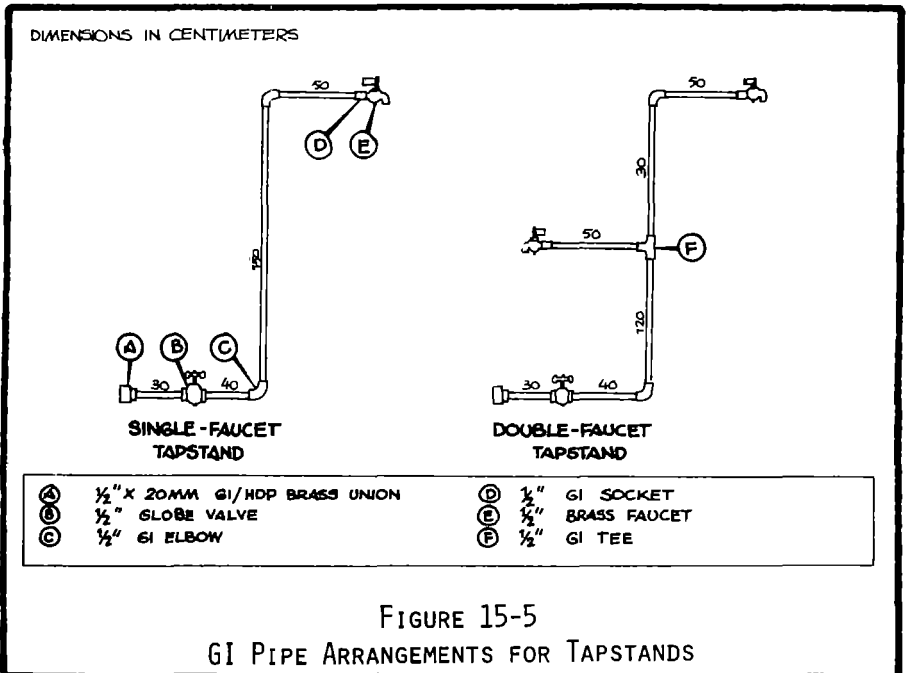 DIMENSIONS IN CENTIMETERS
50
D
E
150
A
B
C
30
40
SINGLE-FAUCET
TAPSTAND
50
30
50
F
120
30
40
DOUBLE-FAUCET
TAPSTAND
A 1/2" X 20MM GI/HDP BRASS UNION
B 1/2" GLOBE VALVE
C 1/2" GI ELBOW
D 1/2" GI SOCKET
E 1/2" BRASS FAUCET
F 1/2" GI TEE
FIGURE 15-5
GI PIPE ARRANGEMENTS FOR TAPSTANDS